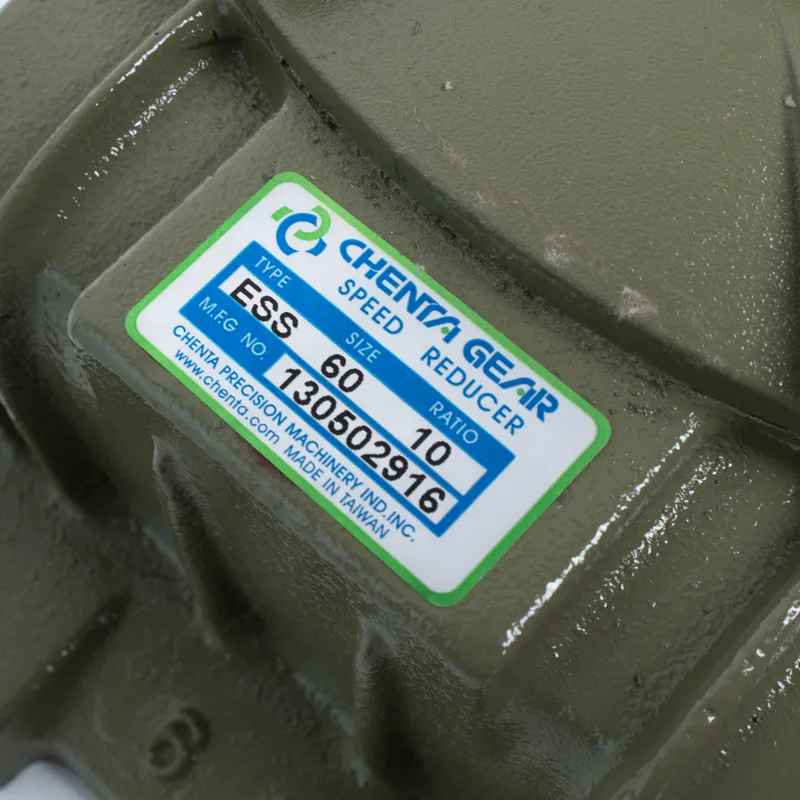 CHENTA GEAR
SPEED REDUCER
TYPE SIZE RATIO
ESS 60 10
M.F.G NO. 130502916
CHENTA PRECISION MACHINERY IND.INC.
www.chenta.com MADE IN TAIWAN
6